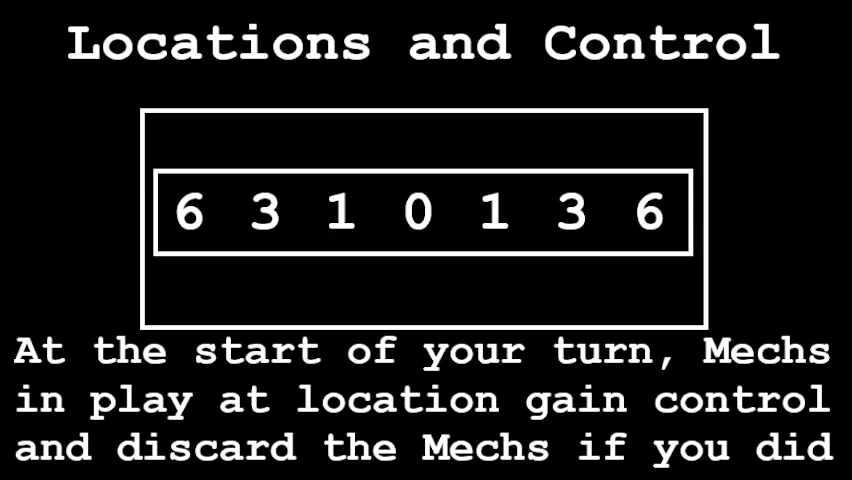 Locations and Control
6 3 1 0 1 3 6
At the start of your turn, Mechs
in play at location gain control
and discard the Mechs if you did